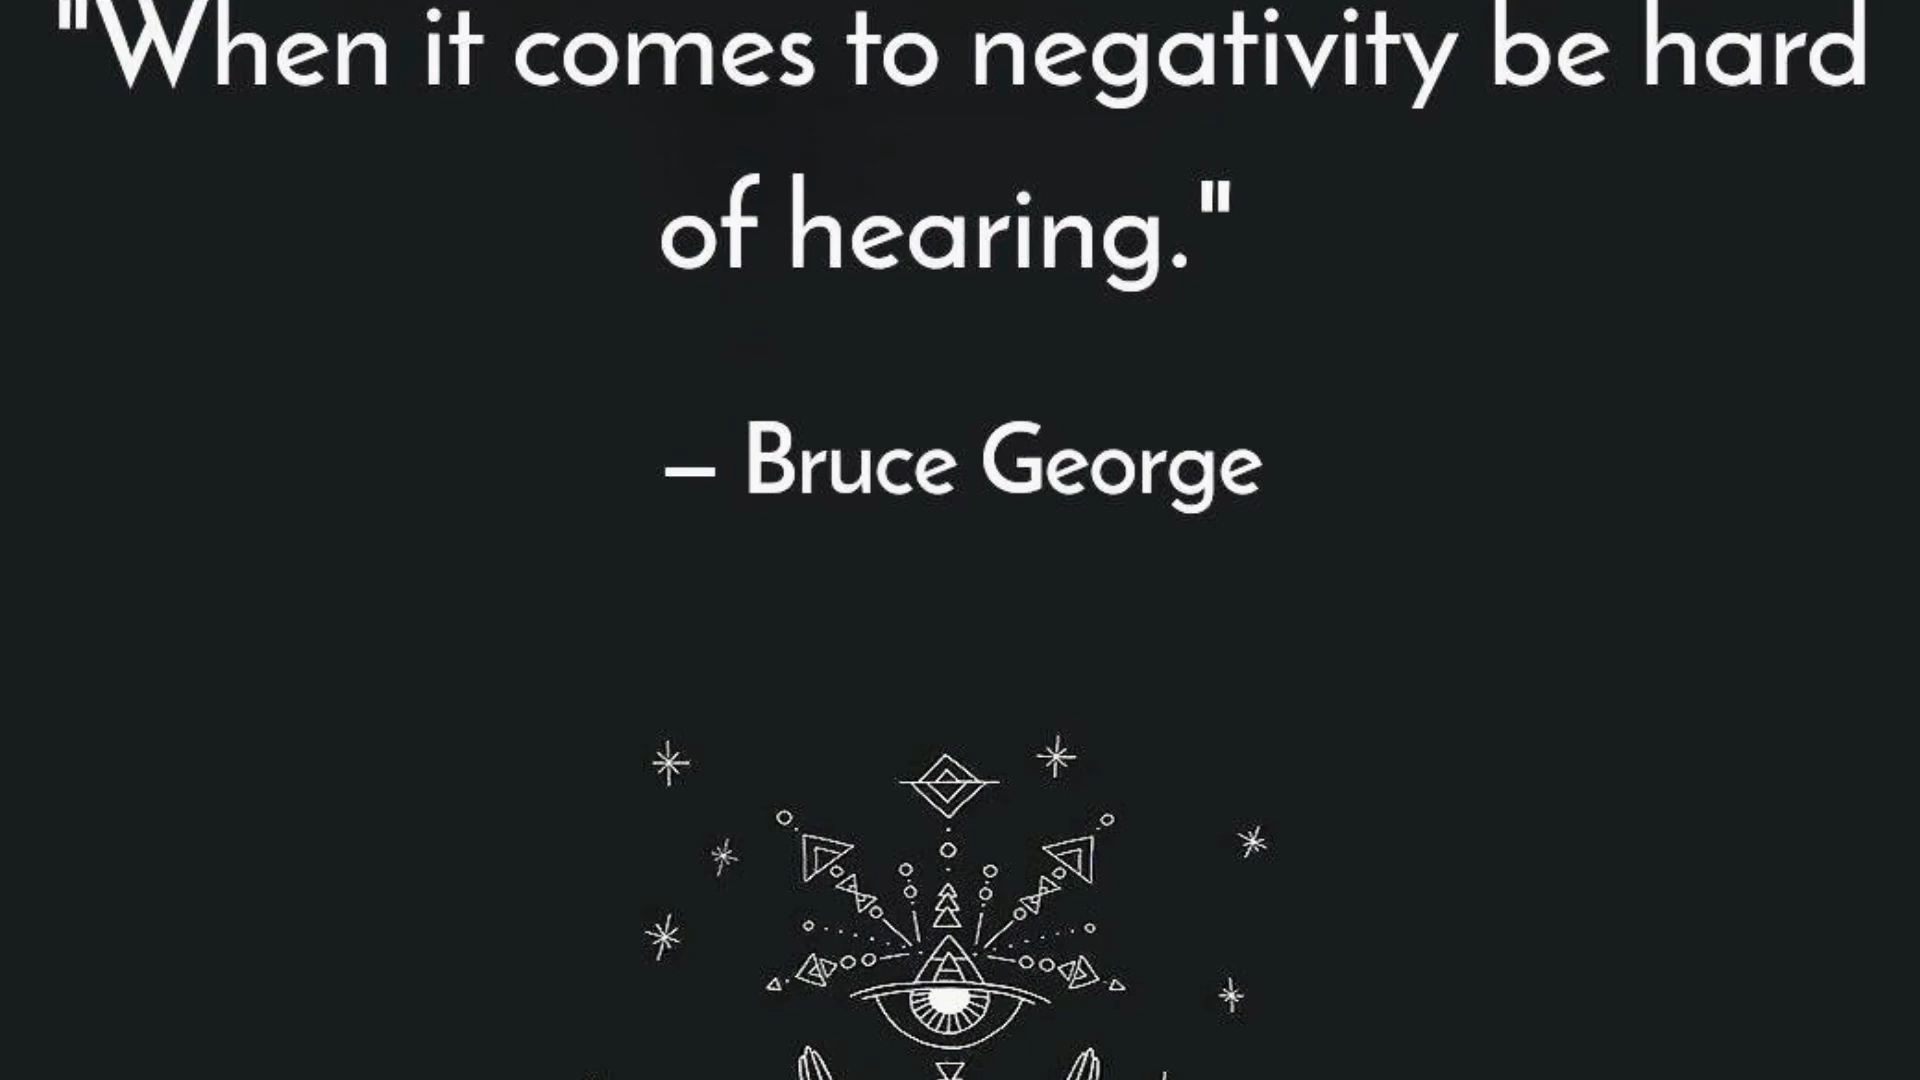 "When it comes to negativity be hard
of hearing."
– Bruce George